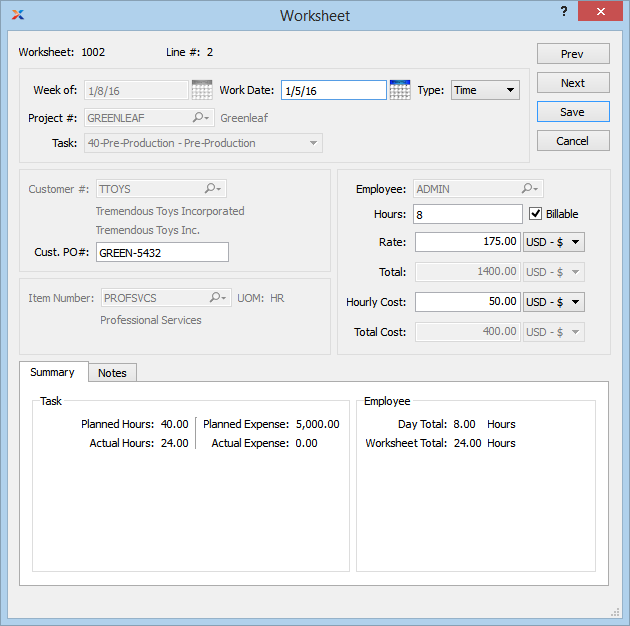 Worksheet
?
Worksheet: 1002 Line #: 2
Prev
Week of: 1/8/16 Work Date: 1/5/16 Type: Time
Next
Project #: GREENLEAF Greenleaf
Save
Task: 40-Pre-Production - Pre-Production
Cancel
Customer #: TTOYS
Tremendous Toys Incorporated
Tremendous Toys Inc.
Cust. PO#: GREEN-5432
Item Number: PROFSVCS UOM: HR
Professional Services
Employee: ADMIN
Hours: 8 Billable
Rate: 175.00 USD - $
Total: 1400.00 USD - $
Hourly Cost: 50.00 USD - $
Total Cost: 400.00 USD - $
Summary Notes
Task
Planned Hours: 40.00 Planned Expense: 5,000.00
Actual Hours: 24.00 Actual Expense: 0.00
Employee
Day Total: 8.00 Hours
Worksheet Total: 24.00 Hours